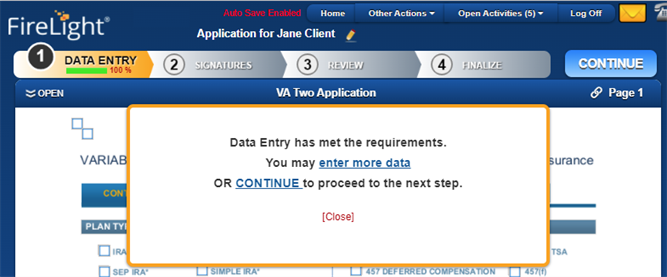 FireLight®
Auto Save Enabled
Home
Other Actions
Open Activities (5)
Log Off
Application for Jane Client
1 DATA ENTRY
100 %
2 SIGNATURES
3 REVIEW
4 FINALIZE
CONTINUE
OPEN
VA Two Application
Page 1
Data Entry has met the requirements.
You may enter more data
OR CONTINUE to proceed to the next step.
[Close]
VARIAB
surance
CONT
PLAN TYP
IRA
TSA
SEP IRA*
SIMPLE IRA*
457 DEFERRED COMPENSATION
457(f)